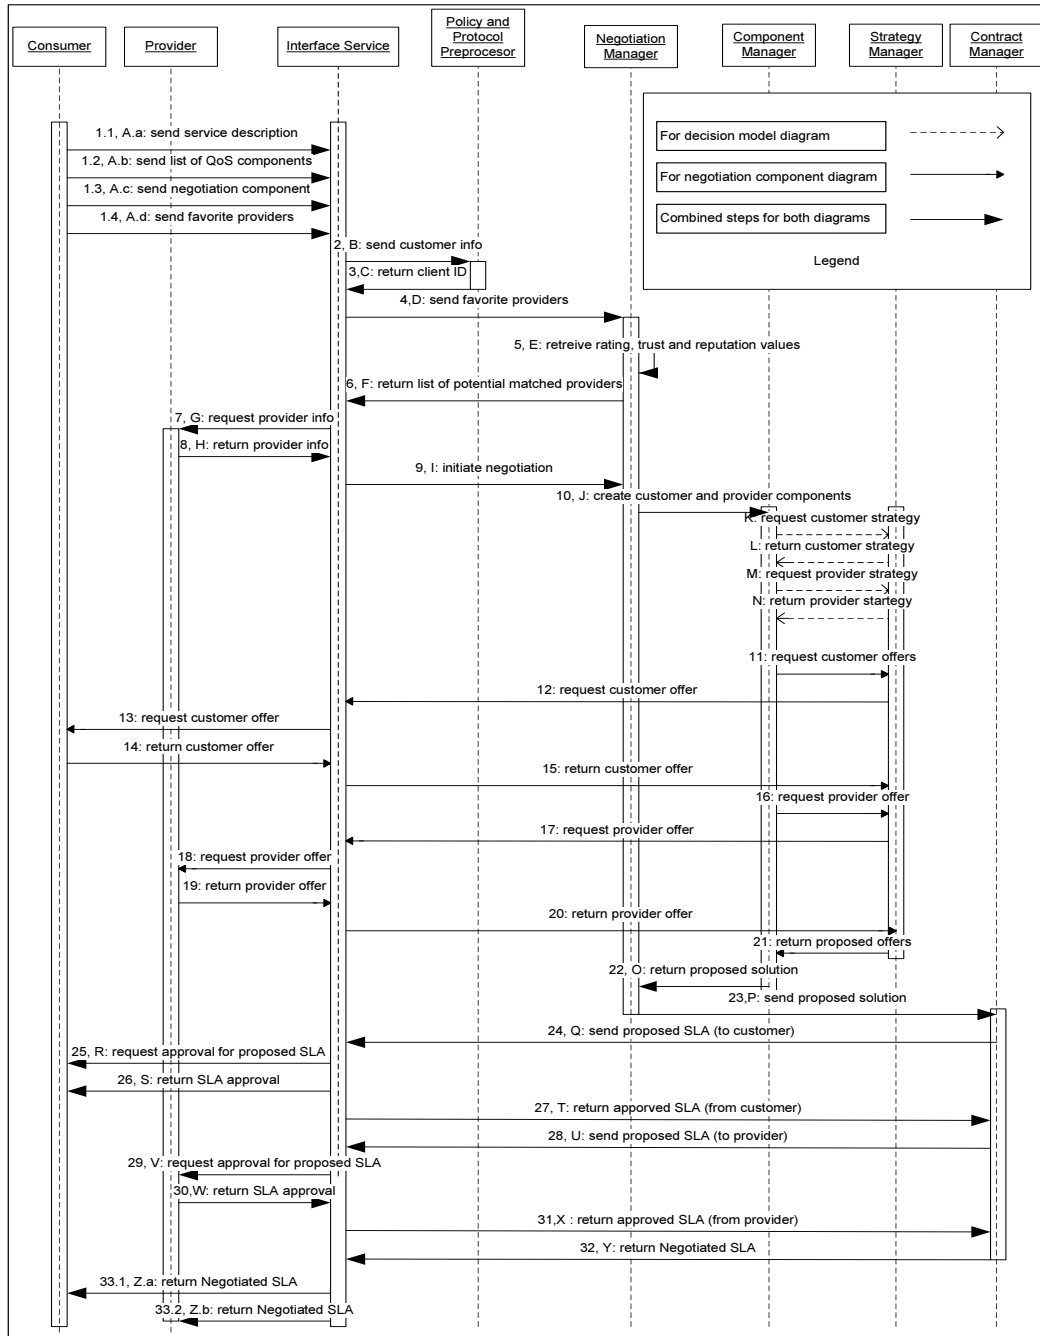 Consumer
Provider
Interface Service
Policy and
Protocol
Preprocesor
Negotiation
Manager
Component
Manager
Strategy
Manager
Contract
Manager
For decision model diagram
For negotiation component diagram
Combined steps for both diagrams
Legend
1.1, A.a: send service description
1.2, A.b: send list of QoS components
1.3, A.c: send negotiation component
1.4, A.d: send favorite providers
2, B: send customer info
3,C: return client ID
4,D: send favorite providers
5, E: retreive rating, trust and reputation values
6, F: return list of potential matched providers
7, G: request provider info
8, H: return provider info
9, I: initiate negotiation
10, J: create customer and provider components
K: request customer strategy
L: return customer strategy
M: request provider strategy
N: return provider startegy
11: request customer offers
12: request customer offer
13: request customer offer
14: return customer offer
15: return customer offer
16: request provider offer
17: request provider offer
18: request provider offer
19: return provider offer
20: return provider offer
21: return proposed offers
22, O: return proposed solution
23,P: send proposed solution
24, Q: send proposed SLA (to customer)
25, R: request approval for proposed SLA
26, S: return SLA approval
27, T: return apporved SLA (from customer)
28, U: send proposed SLA (to provider)
29, V: request approval for proposed SLA
30,W: return SLA approval
31,X : return approved SLA (from provider)
32, Y: return Negotiated SLA
33.1, Z.a: return Negotiated SLA
33.2, Z.b: return Negotiated SLA